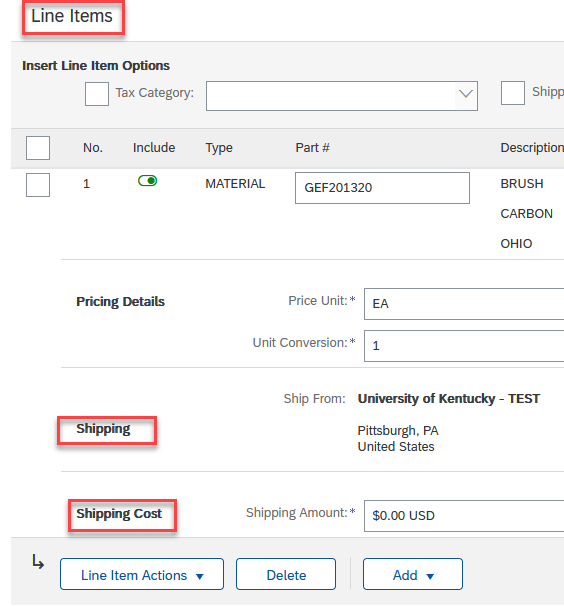 Line Items
Insert Line Item Options
Tax Category: Shipp
No. Include Type Part # Description
1 MATERIAL GEF201320 BRUSH
CARBON
OHIO
Pricing Details Price Unit:* EA
Unit Conversion:* 1
Ship From: University of Kentucky - TEST
Shipping Pittsburgh, PA
United States
Shipping Cost Shipping Amount:* $0.00 USD
Line Item Actions Delete Add